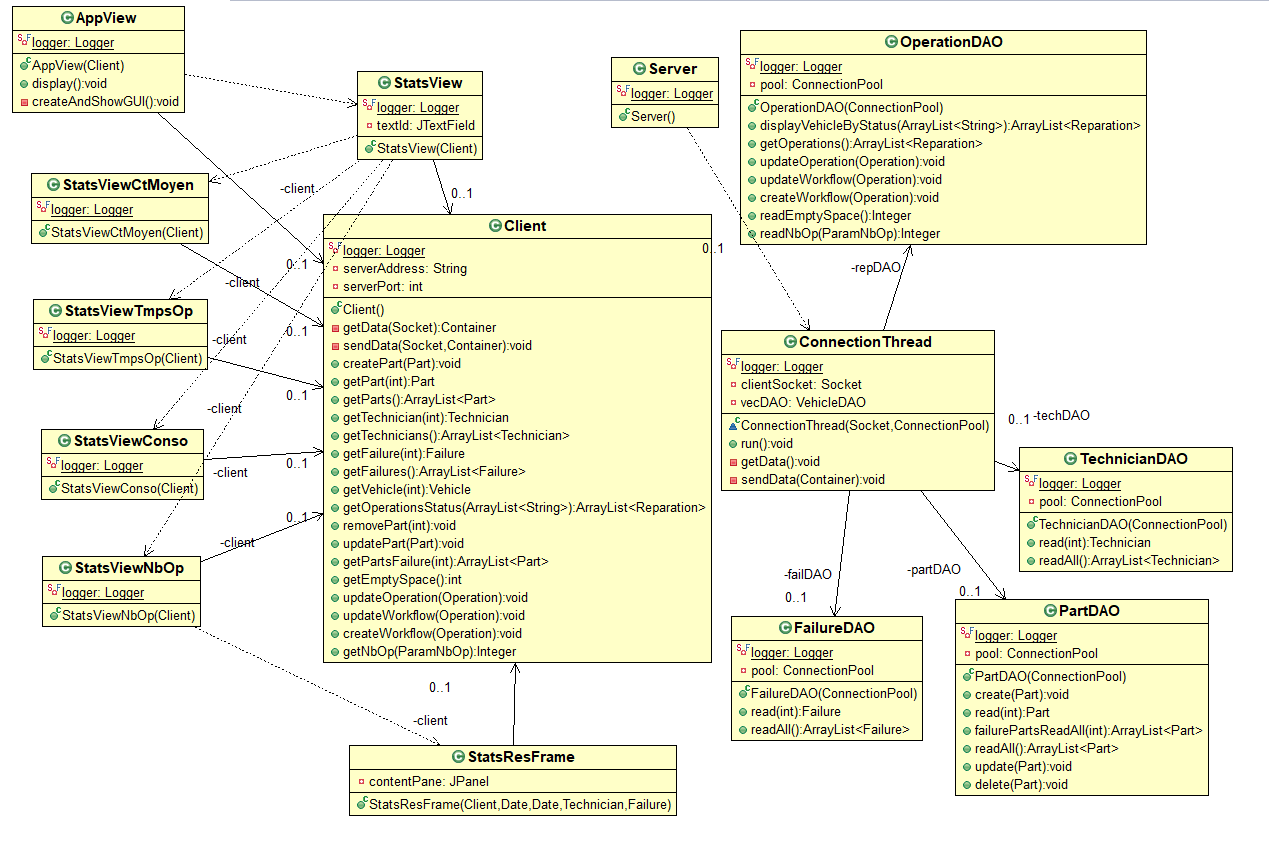 AppView
logger: Logger
AppView(Client)
display():void
createAndShowGUI():void
StatsView
logger: Logger
textId: JTextField
StatsView(Client)
Server
logger: Logger
Server()
OperationDAO
logger: Logger
pool: ConnectionPool
OperationDAO(ConnectionPool)
displayVehicleByStatus(ArrayList<String>):ArrayList<Reparation>
getOperations():ArrayList<Reparation>
updateOperation(Operation):void
updateWorkflow(Operation):void
createWorkflow(Operation):void
readEmptySpace():Integer
readNbOp(ParamNbOp):Integer
StatsViewCtMoyen
logger: Logger
StatsViewCtMoyen(Client)
-client
0..1
0..1
-client
0..1
-client
0..1
-client
0..1
-client
0..1
-client
StatsViewTmpsOp
logger: Logger
StatsViewTmpsOp(Client)
StatsViewConso
logger: Logger
StatsViewConso(Client)
StatsViewNbOp
logger: Logger
StatsViewNbOp(Client)
Client
logger: Logger
serverAddress: String
serverPort: int
Client()
getData(Socket):Container
sendData(Socket,Container):void
createPart(Part):void
getPart(int):Part
getParts():ArrayList<Part>
getTechnician(int):Technician
getTechnicians():ArrayList<Technician>
getFailure(int):Failure
getFailures():ArrayList<Failure>
getVehicle(int):Vehicle
getOperationsStatus(ArrayList<String>):ArrayList<Reparation>
removePart(int):void
updatePart(Part):void
getPartsFailure(int):ArrayList<Part>
getEmptySpace():int
updateOperation(Operation):void
updateWorkflow(Operation):void
createWorkflow(Operation):void
getNbOp(ParamNbOp):Integer
0..1
-client
StatsResFrame
contentPane: JPanel
StatsResFrame(Client,Date,Date,Technician,Failure)
0..1
-repDAO
ConnectionThread
logger: Logger
clientSocket: Socket
vecDAO: VehicleDAO
ConnectionThread(Socket,ConnectionPool)
run():void
getData():void
sendData(Container):void
0..1
-techDAO
TechnicianDAO
logger: Logger
pool: ConnectionPool
TechnicianDAO(ConnectionPool)
read(int):Technician
readAll():ArrayList<Technician>
-failDAO
0..1
-partDAO
0..1
FailureDAO
logger: Logger
pool: ConnectionPool
FailureDAO(ConnectionPool)
read(int):Failure
readAll():ArrayList<Failure>
PartDAO
logger: Logger
pool: ConnectionPool
PartDAO(ConnectionPool)
create(Part):void
read(int):Part
failurePartsReadAll(int):ArrayList<Part>
readAll():ArrayList<Part>
update(Part):void
delete(Part):void